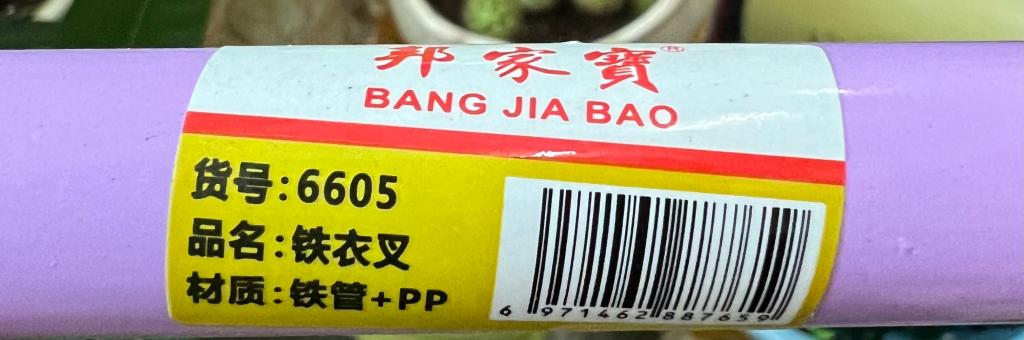 邦家寶®
BANG JIA BAO
货号:6605
品名:铁衣叉
材质:铁管+PP
6 971462 887659